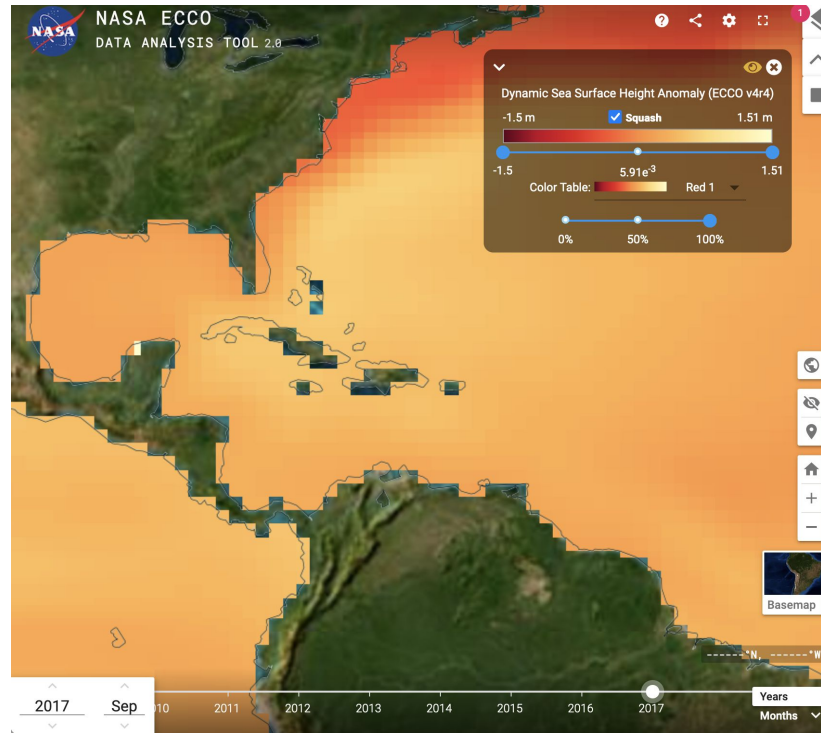 NASA
NASA ECCO
DATA ANALYSIS TOOL 2.0
1
Dynamic Sea Surface Height Anomaly (ECCO v4r4)
-1.5 m Squash 1.51 m
-1.5 5.91e-3 1.51
Color Table: Red 1
0% 50% 100%
Basemap
------°N, ------°W
2017 Sep
010 2011 2012 2013 2014 2015 2016 2017
Years
Months